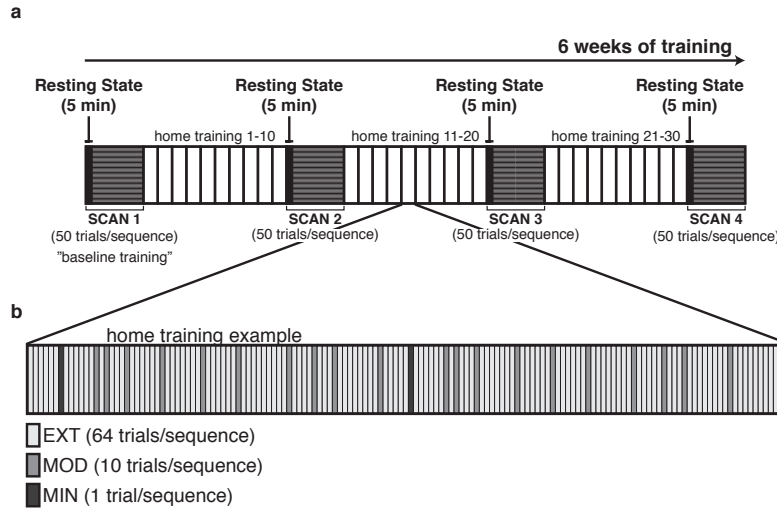 a
6 weeks of training
Resting State Resting State Resting State Resting State
(5 min) (5 min) (5 min) (5 min)
home training 1-10 home training 11-20 home training 21-30
SCAN 1 SCAN 2 SCAN 3 SCAN 4
(50 trials/sequence) (50 trials/sequence) (50 trials/sequence) (50 trials/sequence)
"baseline training"
b
home training example
EXT (64 trials/sequence)
MOD (10 trials/sequence)
MIN (1 trial/sequence)